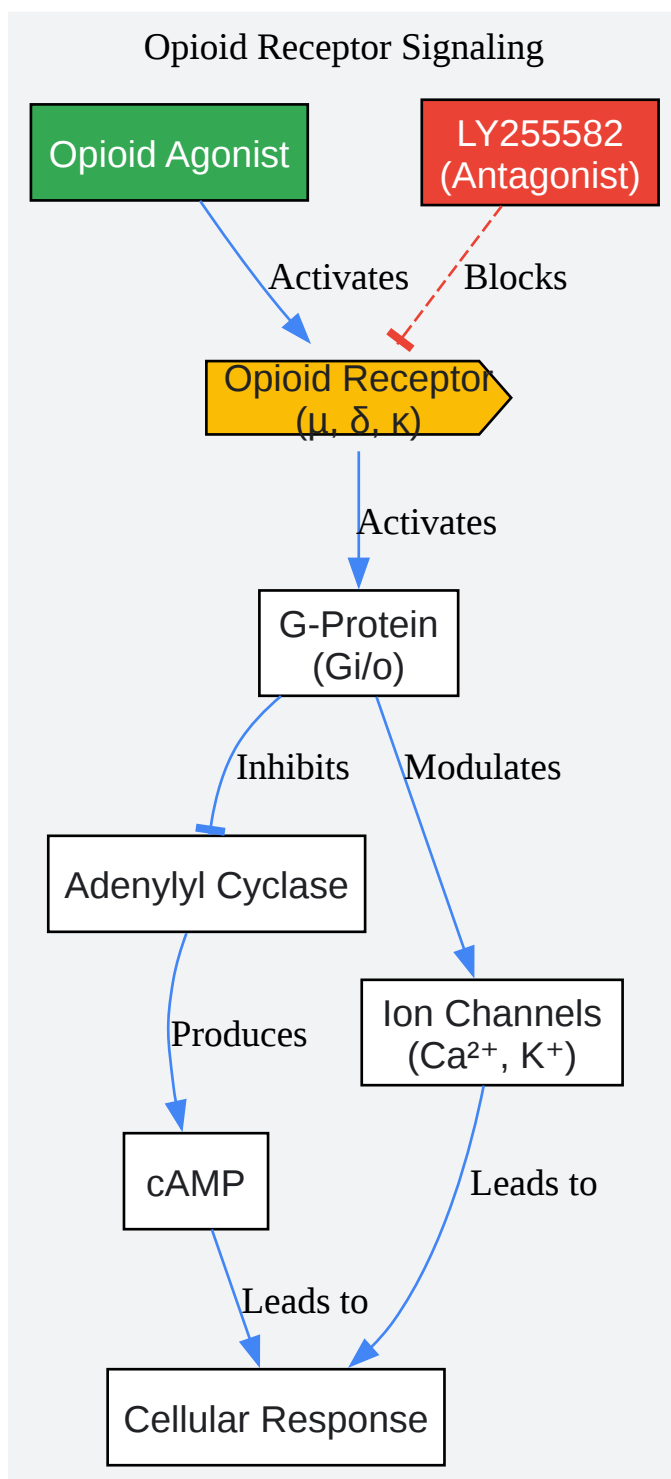 Opioid Receptor Signaling
Opioid Agonist
LY255582
(Antagonist)
Activates
Blocks
Opioid Receptor
(μ, δ, κ)
Activates
G-Protein
(Gi/o)
Inhibits
Modulates
Adenylyl Cyclase
Ion Channels
(Ca²⁺, K⁺)
Produces
cAMP
Leads to
Leads to
Cellular Response